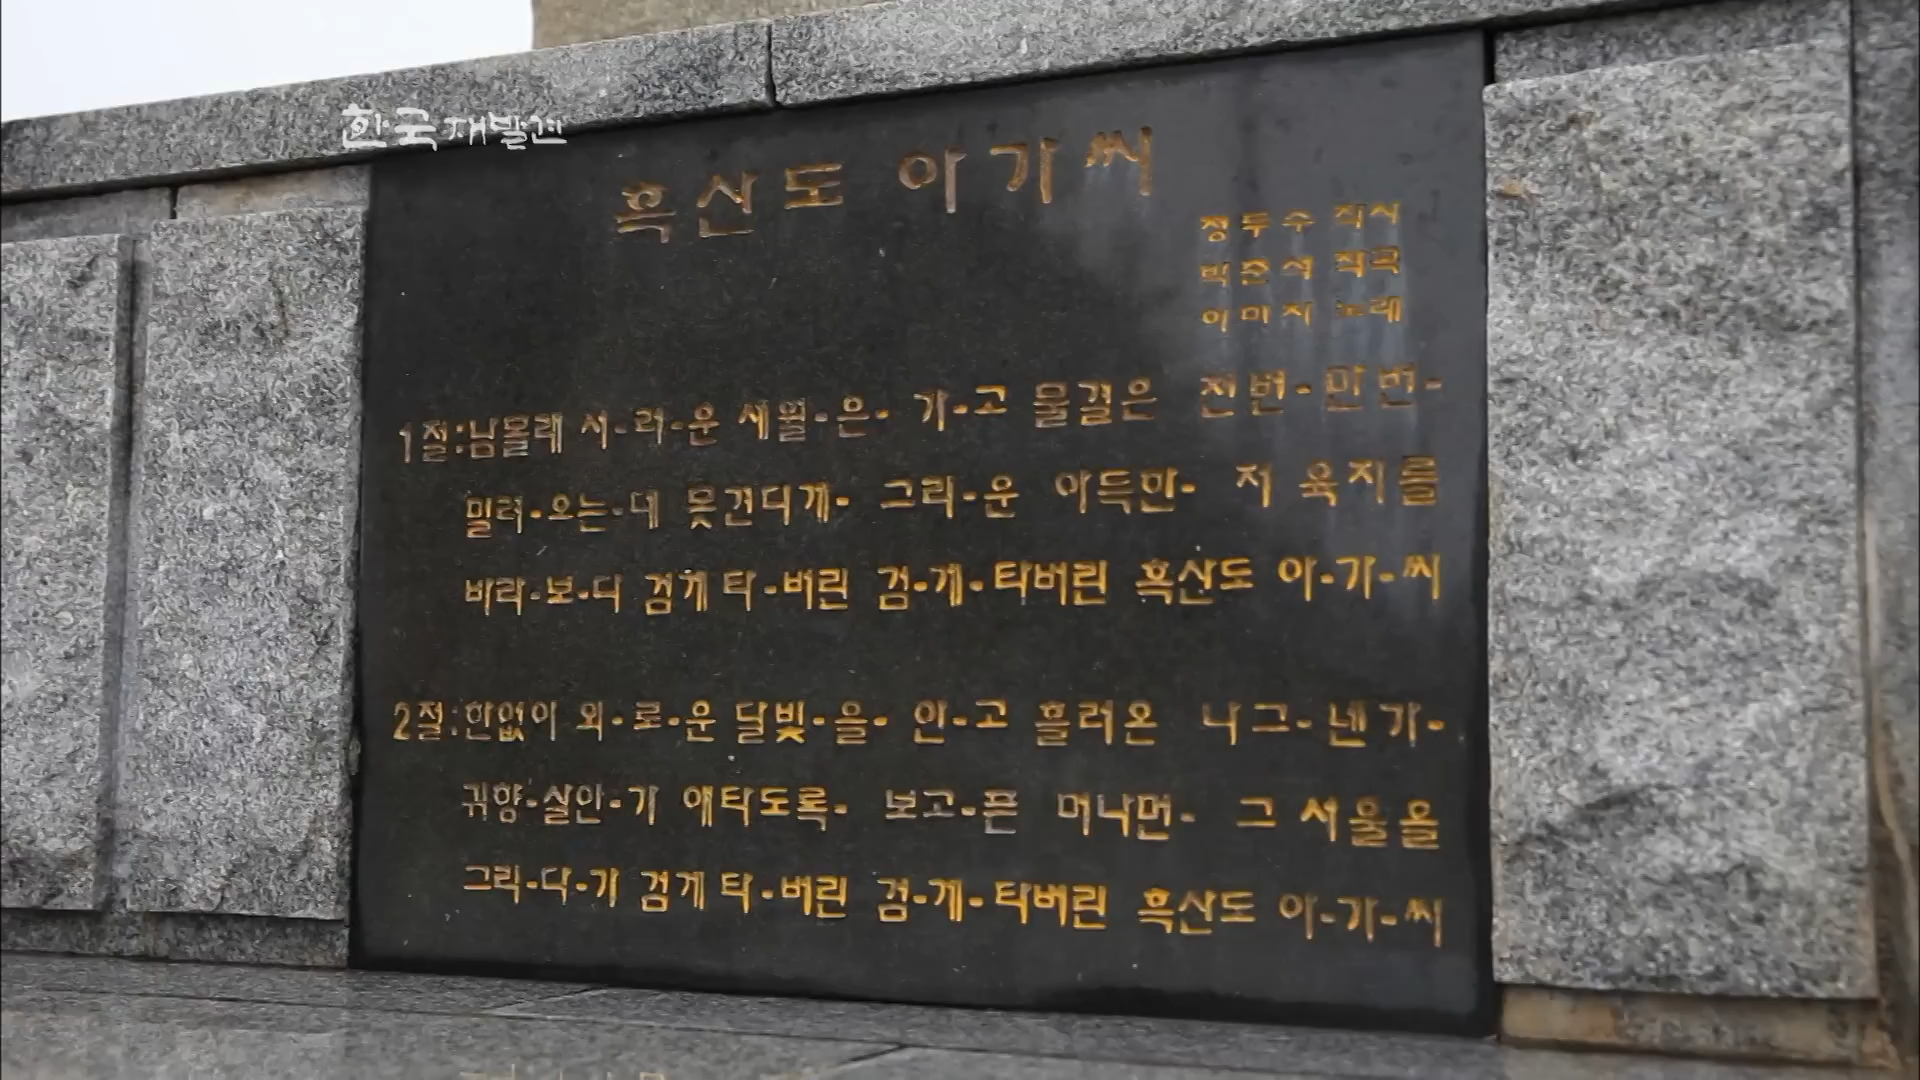 한국재발견
흑산도 아가씨
정두수 작사
박춘석 작곡
이미자 노래
1절:남몰래 서-러-운 세월-은- 가-고 물결은 천번-만번-
밀려-오는-데 못견디게- 그리-운 아득한- 저 육지를
바라-보-다 검게 타-버린 검-게-타버린 흑산도 아-가-씨
2절:한없이 외-로-운 달빛-을- 안-고 흘러온 나그-넨가-
귀향-살인-가 애타도록- 보고-픈 머나먼- 그 서울을
그리-다-가 검게 타-버린 검-게-타버린 흑산도 아-가-씨